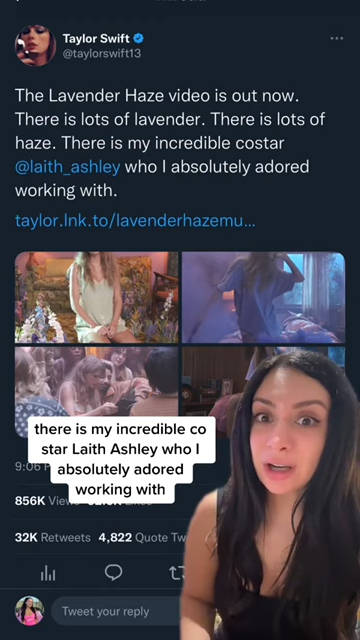 Taylor Swift
@taylorswift13
The Lavender Haze video is out now.
There is lots of lavender. There is lots of
haze. There is my incredible costar
@laith_ashley who I absolutely adored
working with.
taylor.lnk.to/lavenderhazemu...
there is my incredible co
star Laith Ashley who I
absolutely adored
working with
9:06
856K Views
32K Retweets 4,822 Quote Tw
Tweet your reply